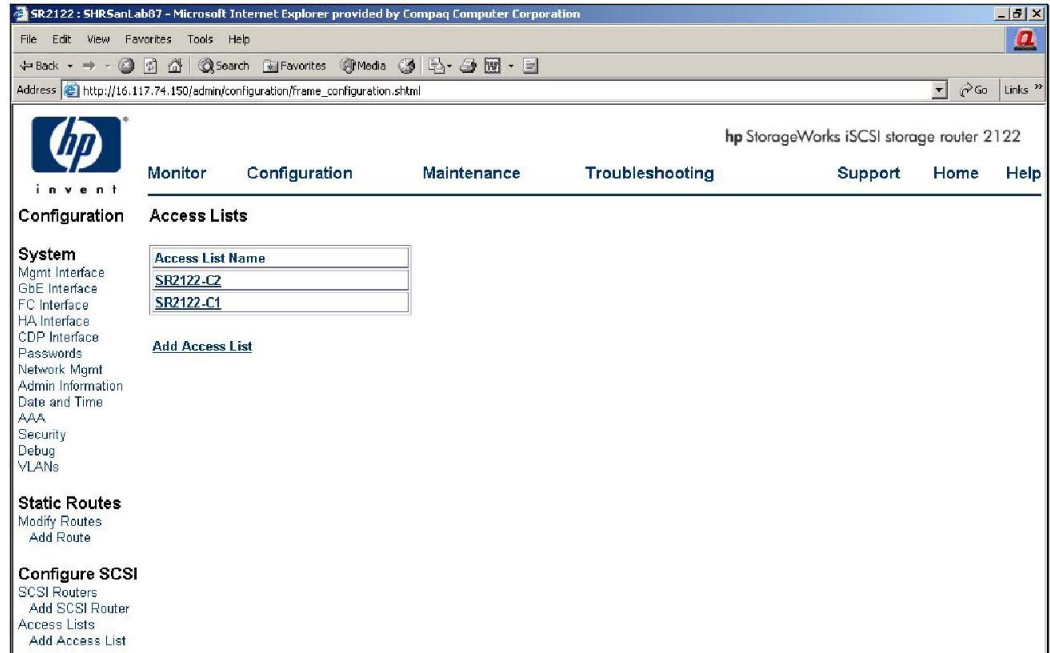 SR2122 : SHRSanLab87 - Microsoft Internet Explorer provided by Compaq Computer Corporation
File Edit View Favorites Tools Help
Back Search Favorites Media
Address http://16.117.74.150/admin/configuration/frame_configuration.shtml Go Links »
hp
invent
hp StorageWorks iSCSI storage router 2122
Monitor Configuration Maintenance Troubleshooting Support Home Help
Configuration
System
Mgmt Interface
GbE Interface
FC Interface
HA Interface
CDP Interface
Passwords
Network Mgmt
Admin Information
Date and Time
AAA
Security
Debug
VLANs
Static Routes
Modify Routes
Add Route
Configure SCSI
SCSI Routers
Add SCSI Router
Access Lists
Add Access List
Access Lists
Access List Name
SR2122-C2
SR2122-C1
Add Access List